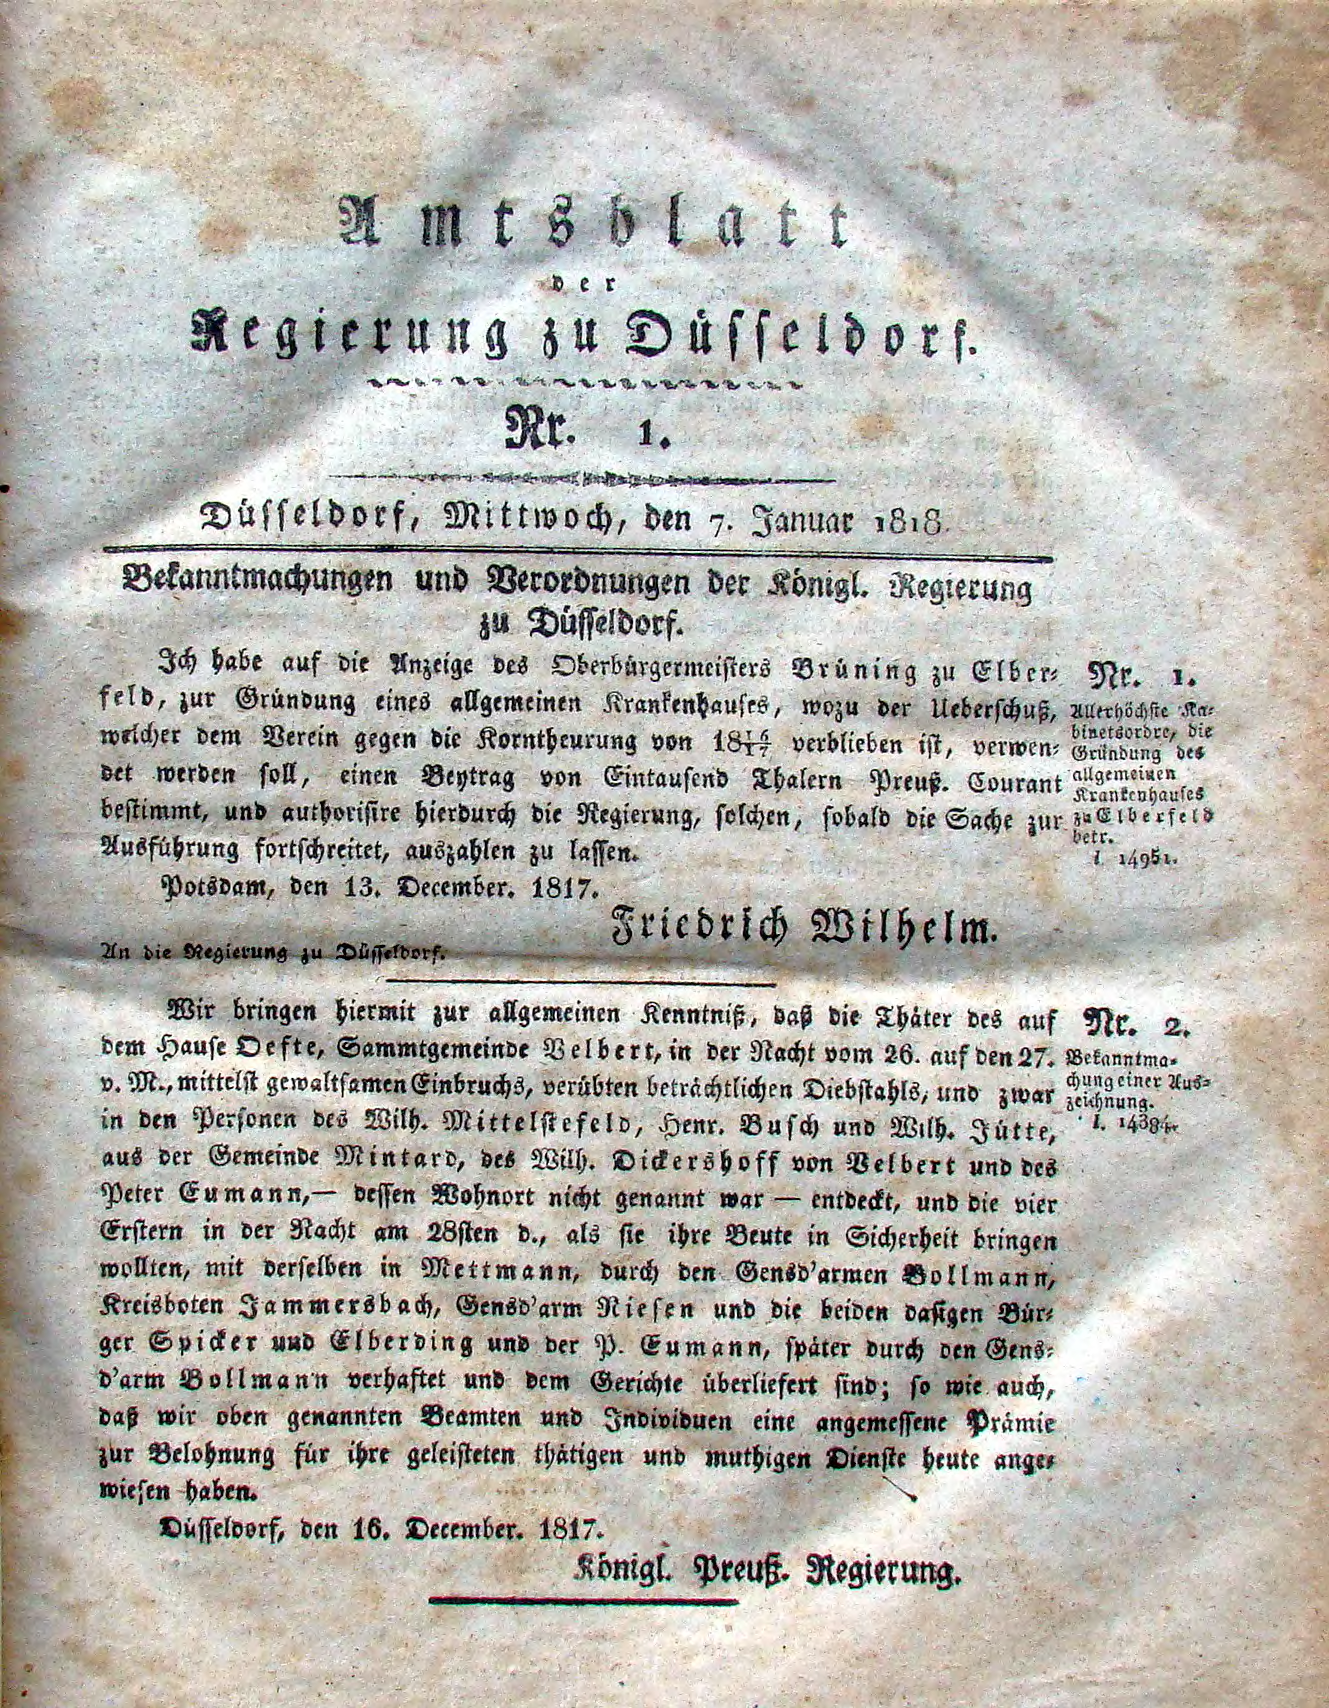 Amtsblatt
der
Regierung zu Düsseldorf.
Nr. 1.
Düsseldorf, Mittwoch, den 7. Januar 1818.
Bekanntmachungen und Verordnungen der Königl. Regierung
zu Düsseldorf.
Ich habe auf die Anzeige des Oberbürgermeisters Brüning zu Elber-
feld, zur Gründung eines allgemeinen Krankenhauses, wozu der Ueberschuß,
welcher dem Verein gegen die Korntheurung von 18 16/17 verblieben ist, verwen-
det werden soll, einen Beytrag von Eintausend Thalern Preuß. Courant
bestimmt, und authorisire hierdurch die Regierung, solchen, sobald die Sache zur
Ausführung fortschreitet, auszahlen zu lassen.
Potsdam, den 13. December. 1817.
Friedrich Wilhelm.
An die Regierung zu Düsseldorf.
Nr. 1.
Allerhöchste Ka-
binetsordre, die
Gründung des
allgemeinen
Krankenhauses
zu Elberfeld
betr.
I. 14951.
Wir bringen hiermit zur allgemeinen Kenntniß, daß die Thäter des auf
dem Hause Oefte, Sammtgemeinde Velbert, in der Nacht vom 26. auf den 27.
v. M., mittelst gewaltsamen Einbruchs, verübten beträchtlichen Diebstahls, und zwar
in den Personen des Wilh. Mittelstefeld, Henr. Busch und Wilh. Jütte,
aus der Gemeinde Mintard, des Wilh. Dickershoff von Velbert und des
Peter Eumann,— dessen Wohnort nicht genannt war — entdeckt, und die vier
Erstern in der Nacht am 28sten d., als sie ihre Beute in Sicherheit bringen
wollten, mit derselben in Mettmann, durch den Gensd'armen Bollmann,
Kreisboten Jammersbach, Gensd'arm Niesen und die beiden dasigen Bür-
ger Spicker und Elberding und der P. Eumann, später durch den Gens-
d'arm Bollmann verhaftet und dem Gerichte überliefert sind; so wie auch,
daß wir oben genannten Beamten und Individuen eine angemessene Prämie
zur Belohnung für ihre geleisteten thätigen und muthigen Dienste heute ange-
wiesen haben.
Düsseldorf, den 16. December. 1817.
Königl. Preuß. Regierung.
Nr. 2.
Bekanntma-
chung einer Aus-
zeichnung.
I. 14384.